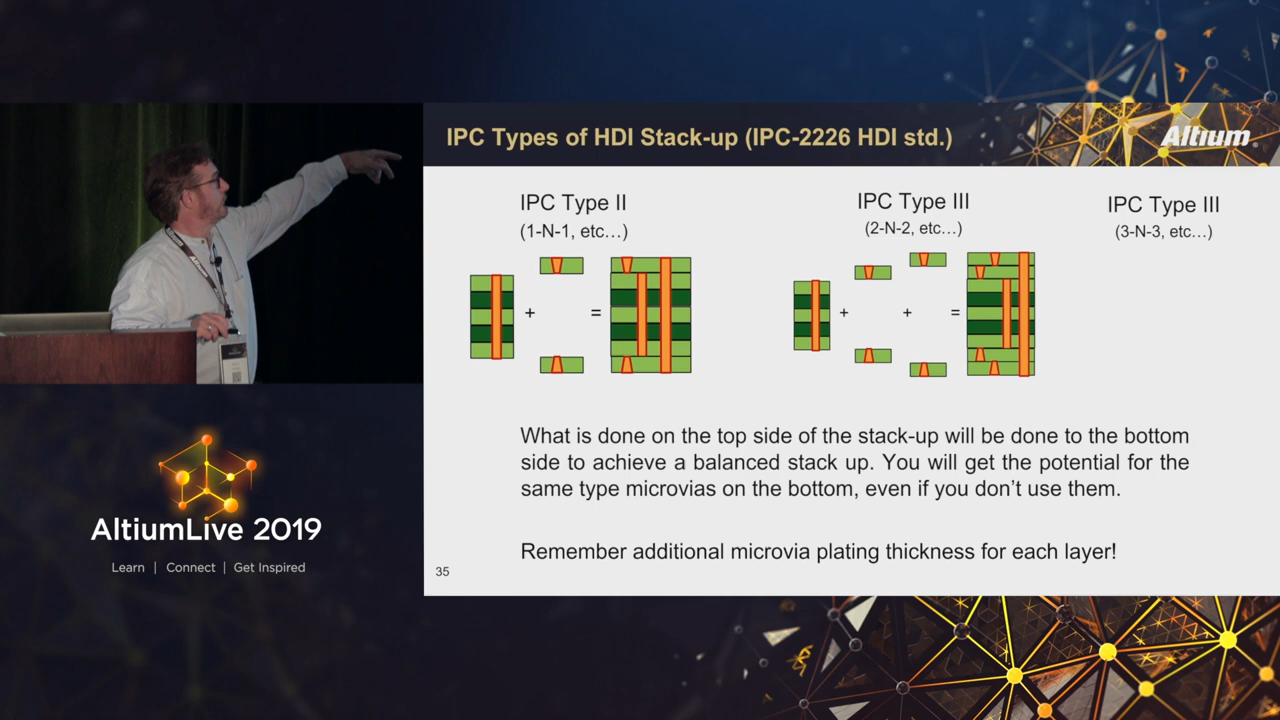 IPC Types of HDI Stack-up (IPC-2226 HDI std.)
Altium
IPC Type II
(1-N-1, etc...)
IPC Type III
(2-N-2, etc...)
IPC Type III
(3-N-3, etc...)
+
=
+
+
=
What is done on the top side of the stack-up will be done to the bottom
side to achieve a balanced stack up. You will get the potential for the
same type microvias on the bottom, even if you don't use them.
Remember additional microvia plating thickness for each layer!
35
AltiumLive 2019
Learn | Connect | Get Inspired